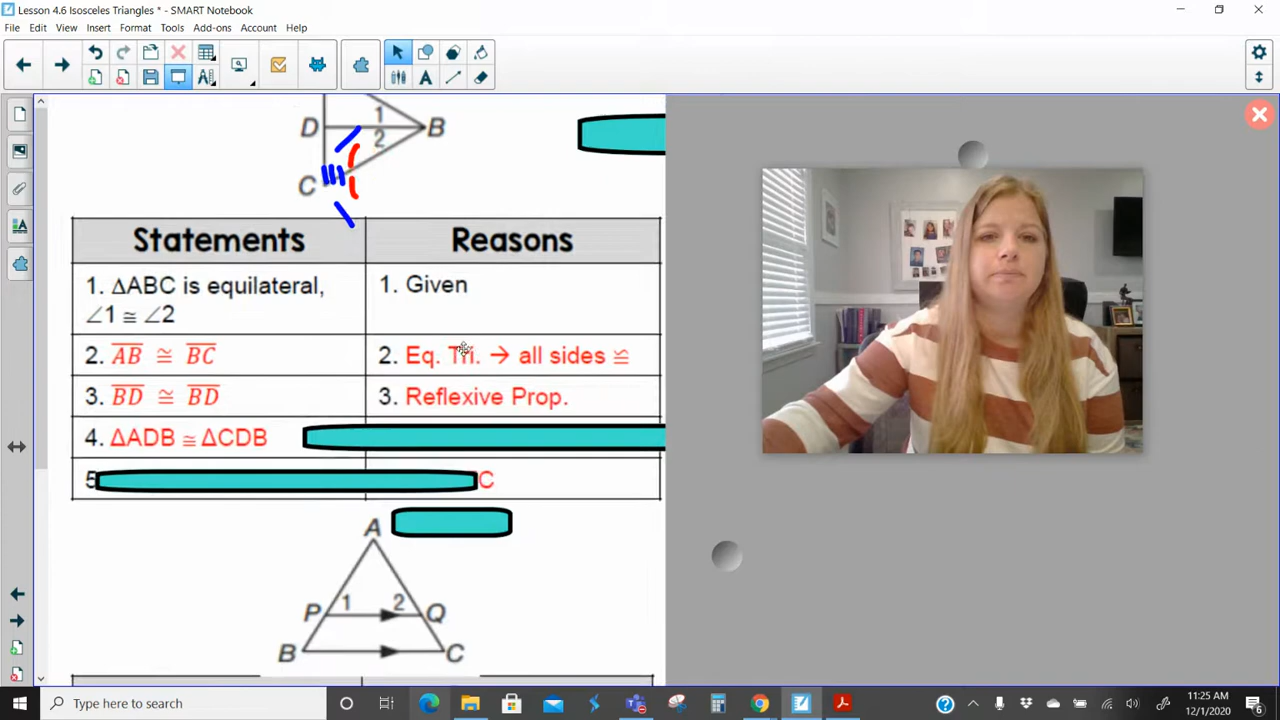 Lesson 4.6 Isosceles Triangles * - SMART Notebook
File Edit View Insert Format Tools Add-ons Account Help
1
D B
2
C
Statements Reasons
1. ΔABC is equilateral, 1. Given
∠1 ≅ ∠2
2. AB ≅ BC 2. Eq. Tri. → all sides ≅
3. BD ≅ BD 3. Reflexive Prop.
4. ΔADB ≅ ΔCDB
5 C
A
P 1 2 Q
B C
Type here to search
11:25 AM
12/1/2020
6